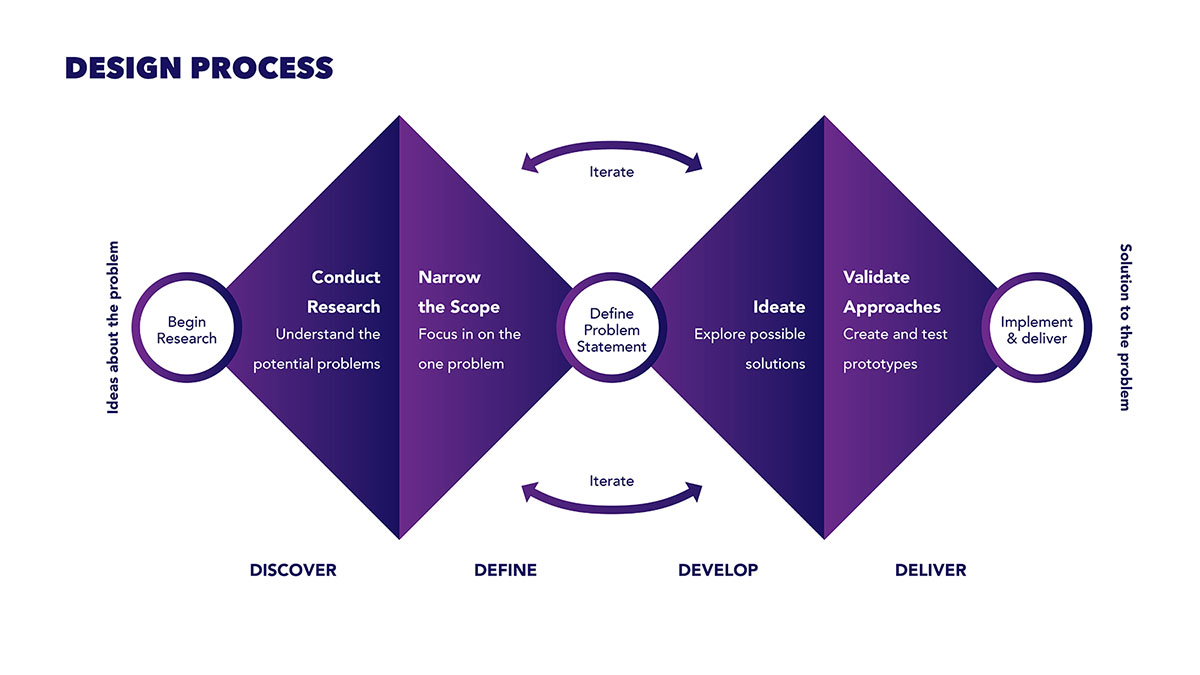 DESIGN PROCESS
Iterate
Ideas about the problem
Begin
Research
Conduct
Research
Understand the
potential problems
Narrow
the Scope
Focus in on the
one problem
Define
Problem
Statement
Ideate
Explore possible
solutions
Validate
Approaches
Create and test
prototypes
Implement
& deliver
Solution to the problem
Iterate
DISCOVER
DEFINE
DEVELOP
DELIVER